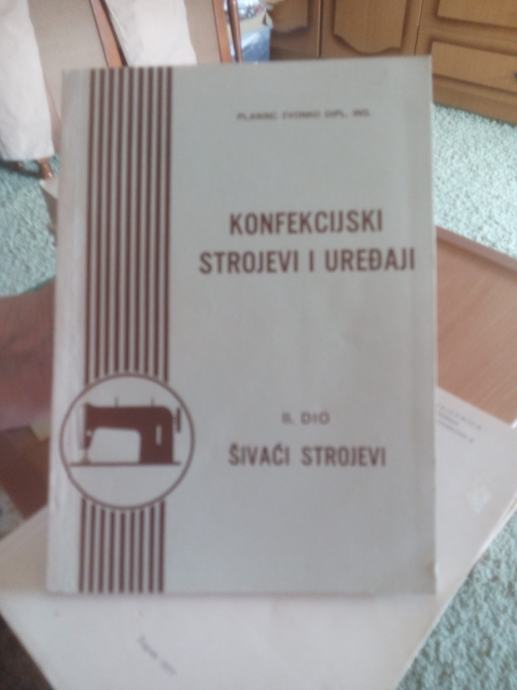 PLANINC ZVONKO DIPL. ING.
KONFEKCIJSKI
STROJEVI I UREĐAJI
II. DIO
ŠIVAĆI STROJEVI